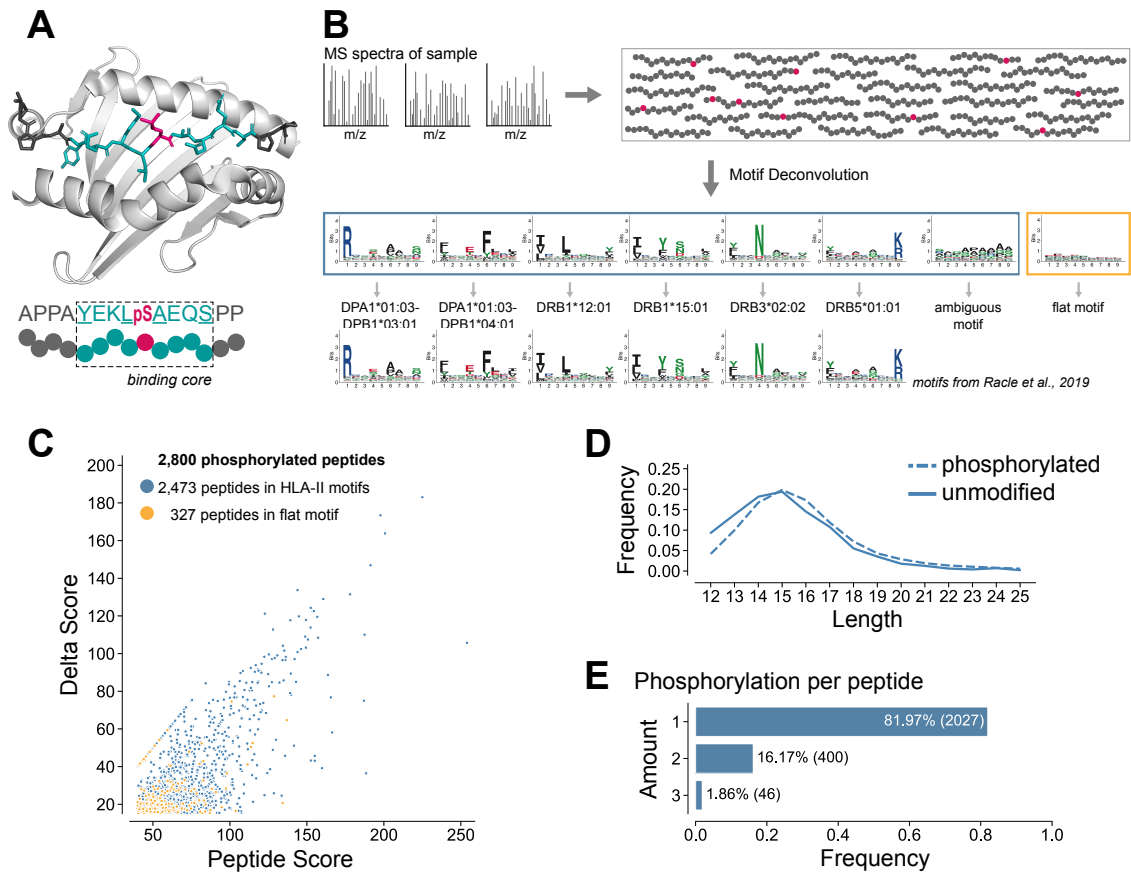 A
APPAYEKLpSAEQSPP
binding core
B
MS spectra of sample
m/z
m/z
m/z
Motif Deconvolution
DPA1*01:03-
DPB1*03:01
DPA1*01:03-
DPB1*04:01
DRB1*12:01
DRB1*15:01
DRB3*02:02
DRB5*01:01
ambiguous
motif
flat motif
motifs from Racle et al., 2019
C
2,800 phosphorylated peptides
2,473 peptides in HLA-II motifs
327 peptides in flat motif
Delta Score
200
180
160
140
120
100
80
60
40
20
50
100
150
200
250
Peptide Score
D
phosphorylated
unmodified
Frequency
0.25
0.20
0.15
0.10
0.05
0.00
12 13 14 15 16 17 18 19 20 21 22 23 24 25
Length
E Phosphorylation per peptide
Amount
1
81.97% (2027)
2
16.17% (400)
3
1.86% (46)
0.0 0.2 0.4 0.6 0.8 1.0
Frequency